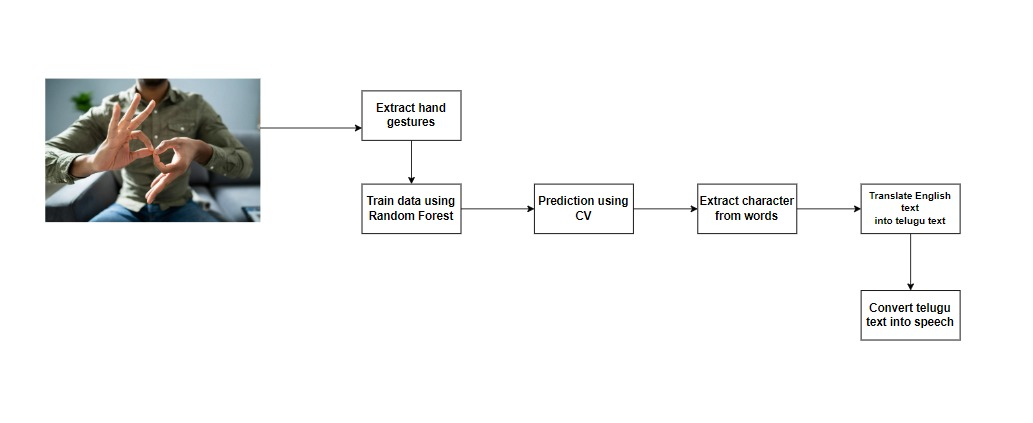 Extract hand
gestures
Train data using
Random Forest
Prediction using
CV
Extract character
from words
Translate English
text
into telugu text
Convert telugu
text into speech